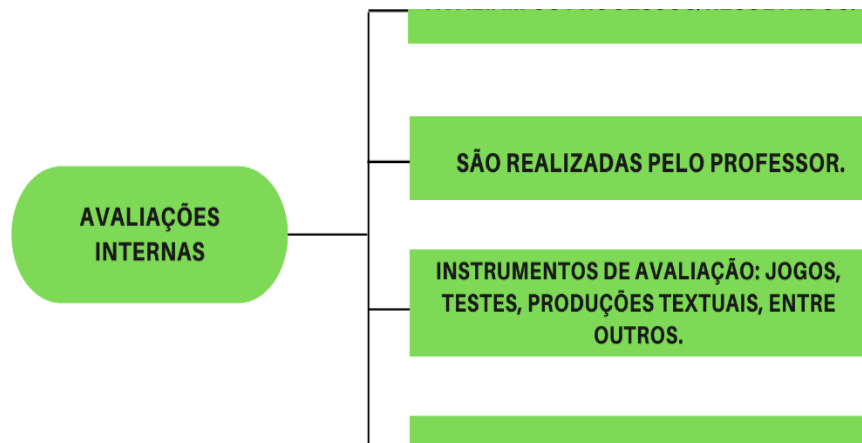 AVALIAÇÕES
INTERNAS
SÃO REALIZADAS PELO PROFESSOR.
INSTRUMENTOS DE AVALIAÇÃO: JOGOS,
TESTES, PRODUÇÕES TEXTUAIS, ENTRE
OUTROS.